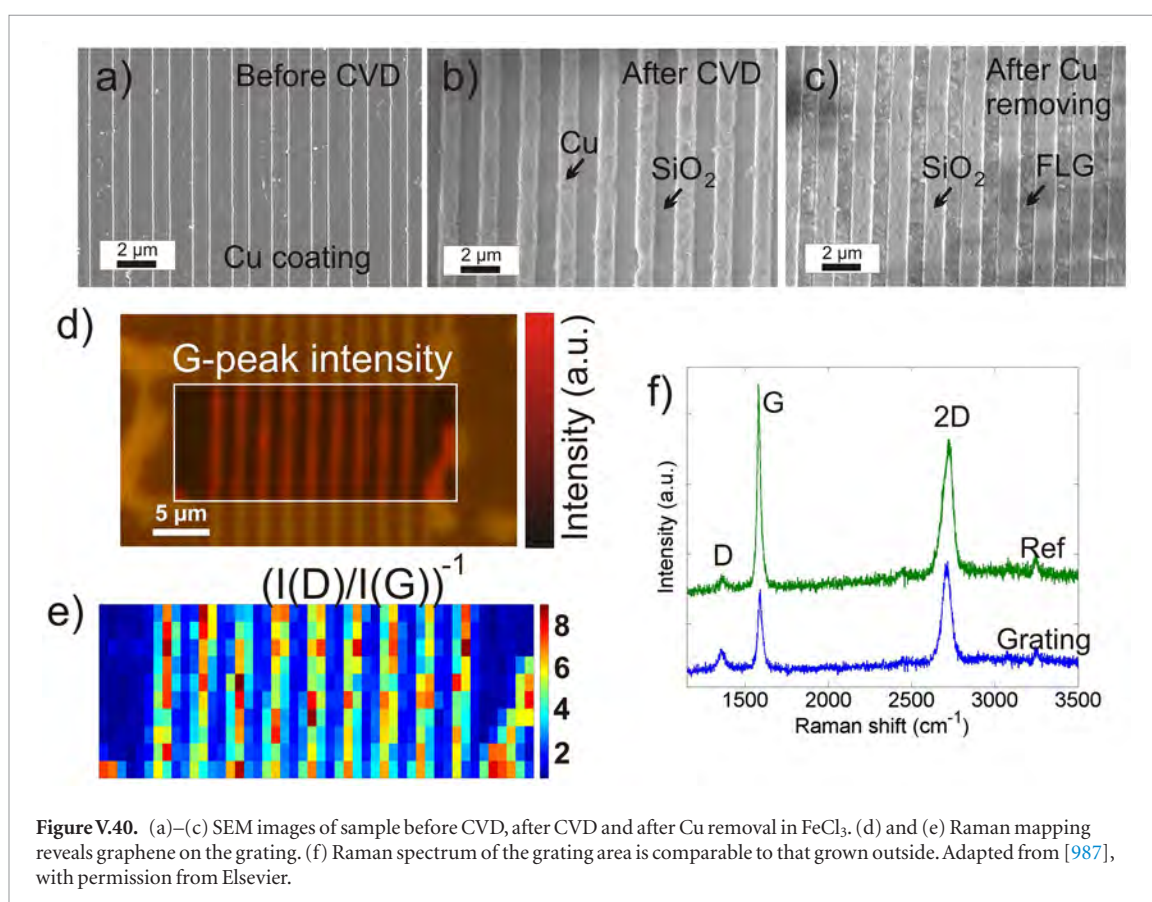 a)
Before CVD
Cu coating
2 µm
b)
After CVD
Cu
SiO₂
2 µm
c)
After Cu
removing
SiO₂
FLG
2 µm
d)
G-peak intensity
5 µm
Intensity (a.u.)
e)
(I(D)/I(G))⁻¹
8
6
4
2
f)
G
2D
D
Ref
Grating
Intensity (a.u.)
1500 2000 2500 3000 3500
Raman shift (cm⁻¹)
Figure V.40. (a)–(c) SEM images of sample before CVD, after CVD and after Cu removal in FeCl₃. (d) and (e) Raman mapping
reveals graphene on the grating. (f) Raman spectrum of the grating area is comparable to that grown outside. Adapted from [987],
with permission from Elsevier.